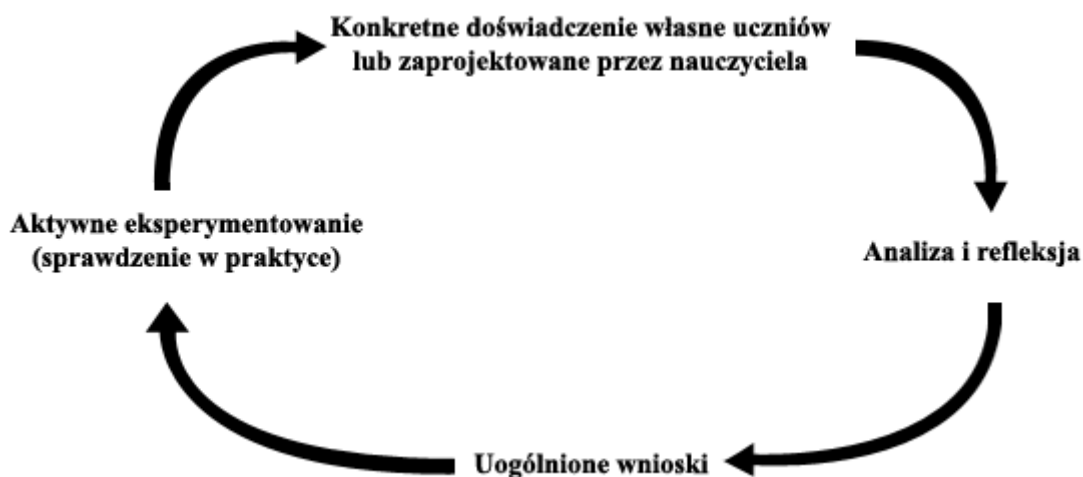 Konkretne doświadczenie własne uczniów
lub zaprojektowane przez nauczyciela
Analiza i refleksja
Uogólnione wnioski
Aktywne eksperymentowanie
(sprawdzenie w praktyce)